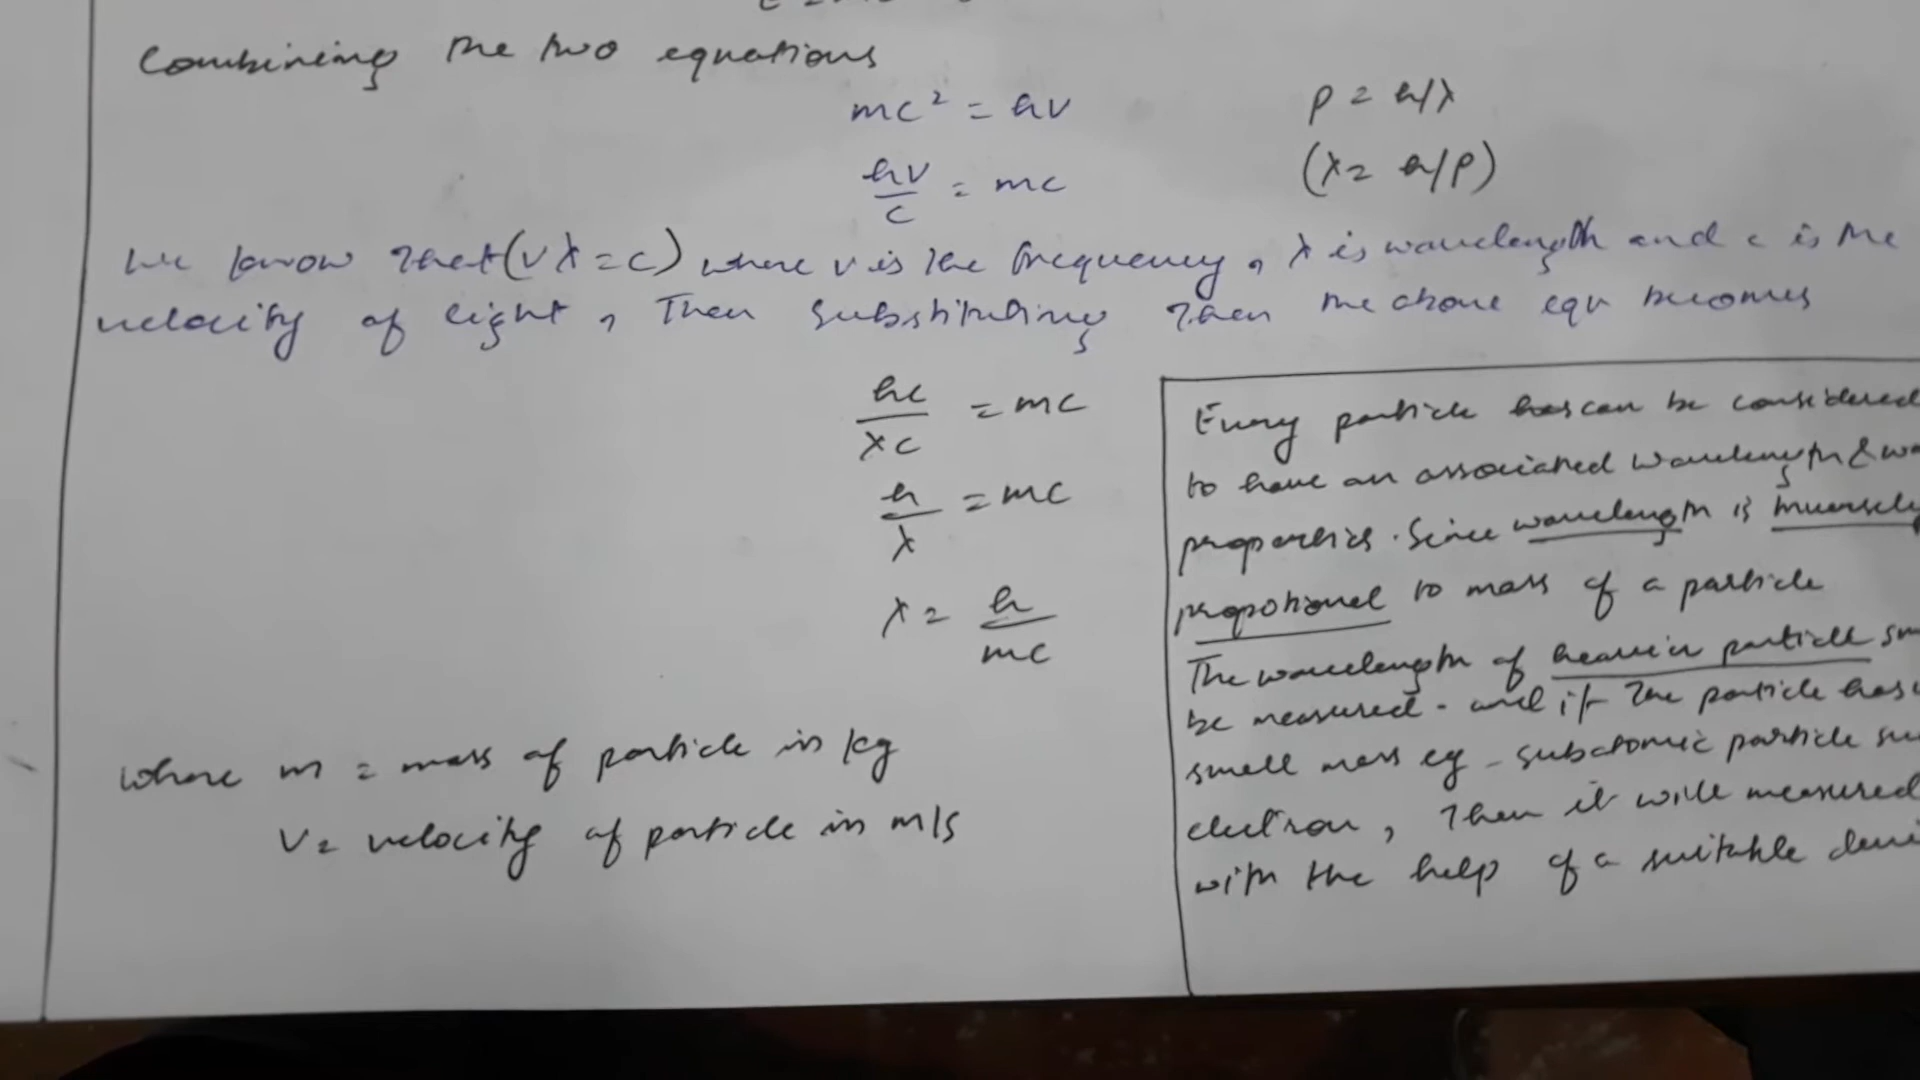 Combining the two equations
mc² = hν
p = h/λ
hν/c = mc
(λ = h/p)
We know that (νλ = c) where ν is the frequency, λ is wavelength and c is the
velocity of light, Then substituting then the above eqn becomes
hc/λc = mc
h/λ = mc
λ = h/mc
where m = mass of particle in kg
V = velocity of particle in m/s
Every particle can be considered
to have an associated wavelength &
properties. Since wavelength is inversely
propotional to mass of a particle
The wavelength of heavier particle
be measured - and if the particle has
small mass eg - subatomic particle
electron, Then it will measured
with the help of a suitable